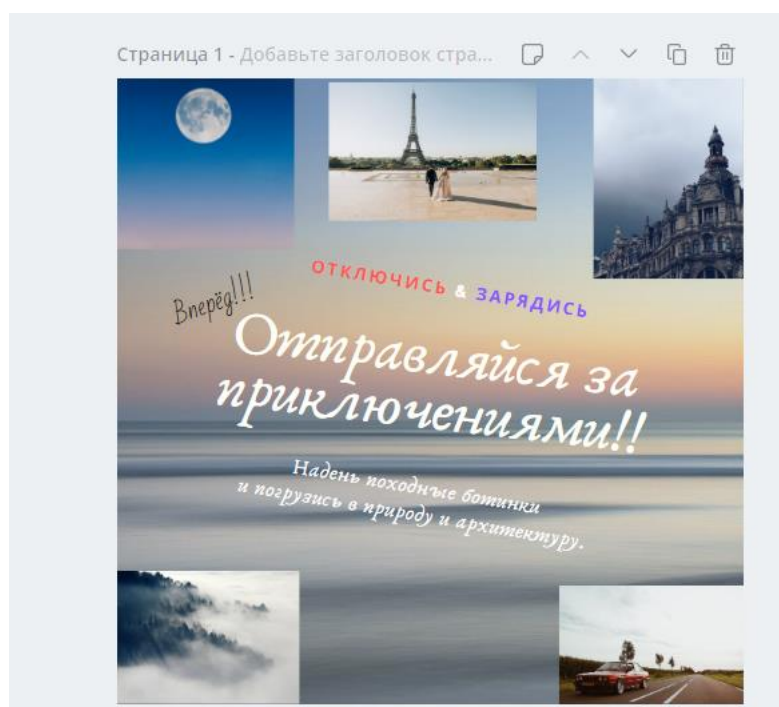 Страница 1 - Добавьте заголовок стра...
ОТКЛЮЧИСЬ & ЗАРЯДИСЬ
Вперёд!!!
Отправляйся за
приключениями!!
Надень походные ботинки
и погрузись в природу и архитектуру.